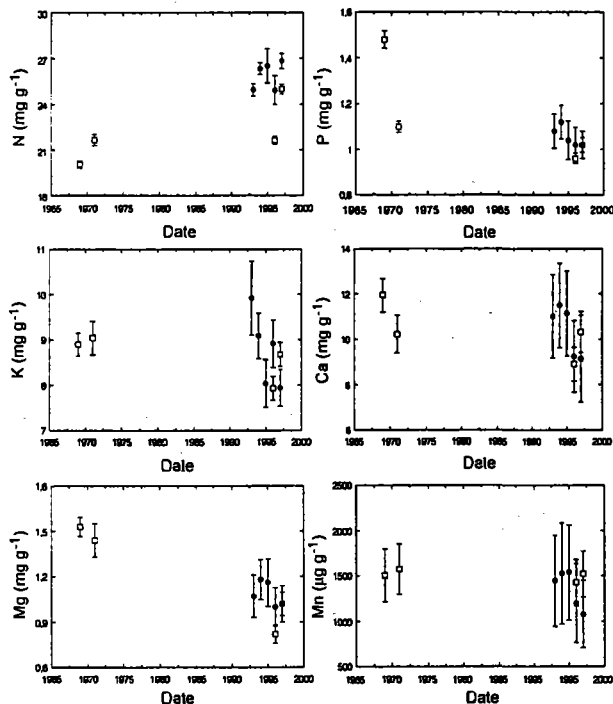 N (mg g⁻¹)
30
27
24
21
18
1965 1970 1975 1980 1985 1990 1995 2000
Date
P (mg g⁻¹)
1,6
1,4
1,2
1
0,8
1965 1970 1975 1980 1985 1990 1995 2000
Date
K (mg g⁻¹)
11
10
9
8
7
1965 1970 1975 1980 1985 1990 1995 2000
Date
Ca (mg g⁻¹)
14
12
10
8
6
1965 1970 1975 1980 1985 1990 1995 2000
Date
Mg (mg g⁻¹)
1,8
1,5
1,2
0,9
0,6
1965 1970 1975 1980 1985 1990 1995 2000
Date
Mn (µg g⁻¹)
2500
2000
1500
1000
500
1965 1970 1975 1980 1985 1990 1995 2000
Date